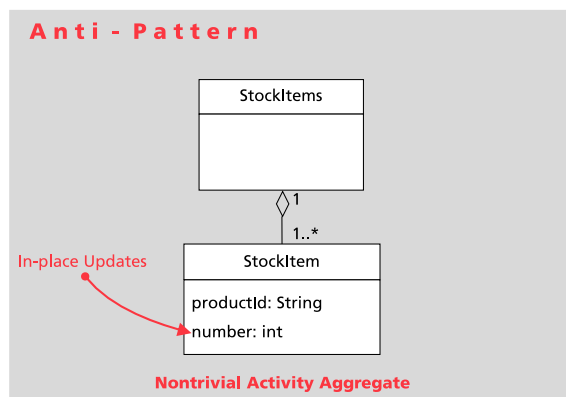 Anti - Pattern
StockItems
1
1..*
In-place Updates
StockItem
productId: String
number: int
Nontrivial Activity Aggregate